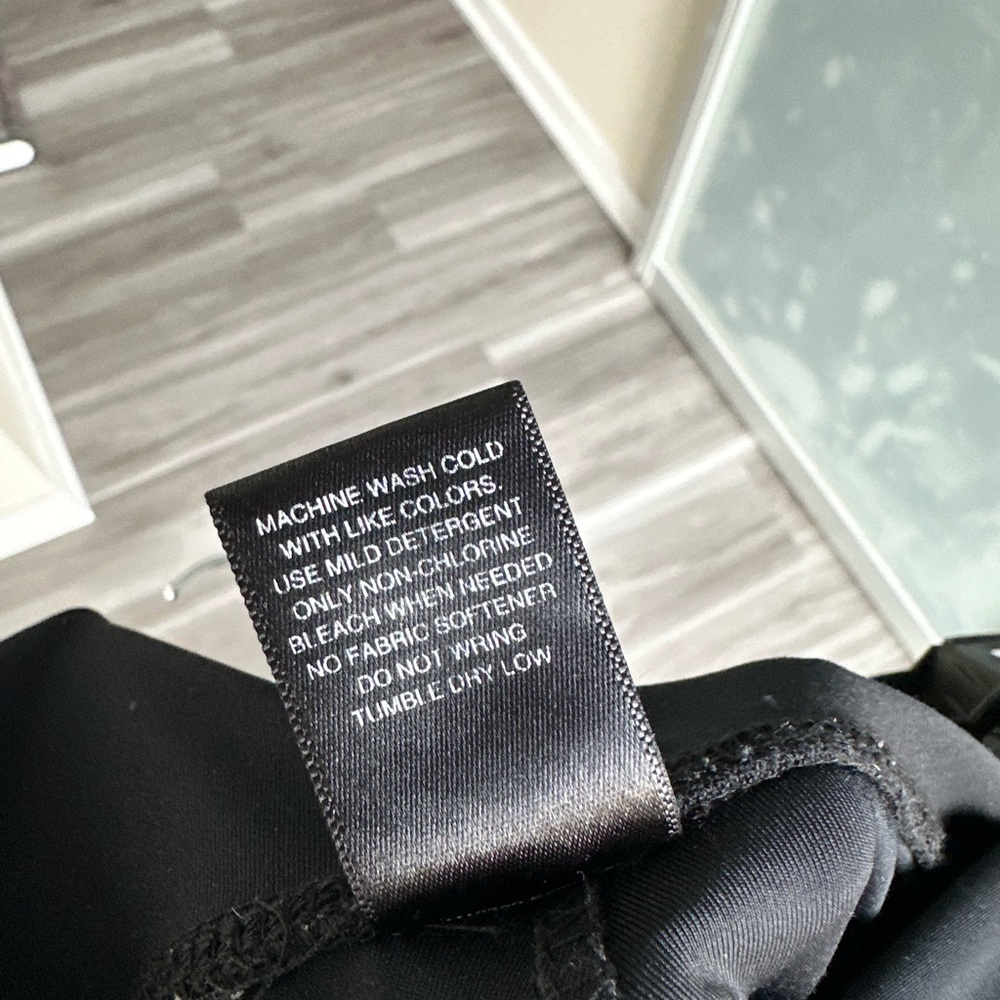 MACHINE WASH COLD
WITH LIKE COLORS.
USE MILD DETERGENT
ONLY NON-CHLORINE
BLEACH WHEN NEEDED
NO FABRIC SOFTENER
DO NOT WRING
TUMBLE DRY LOW